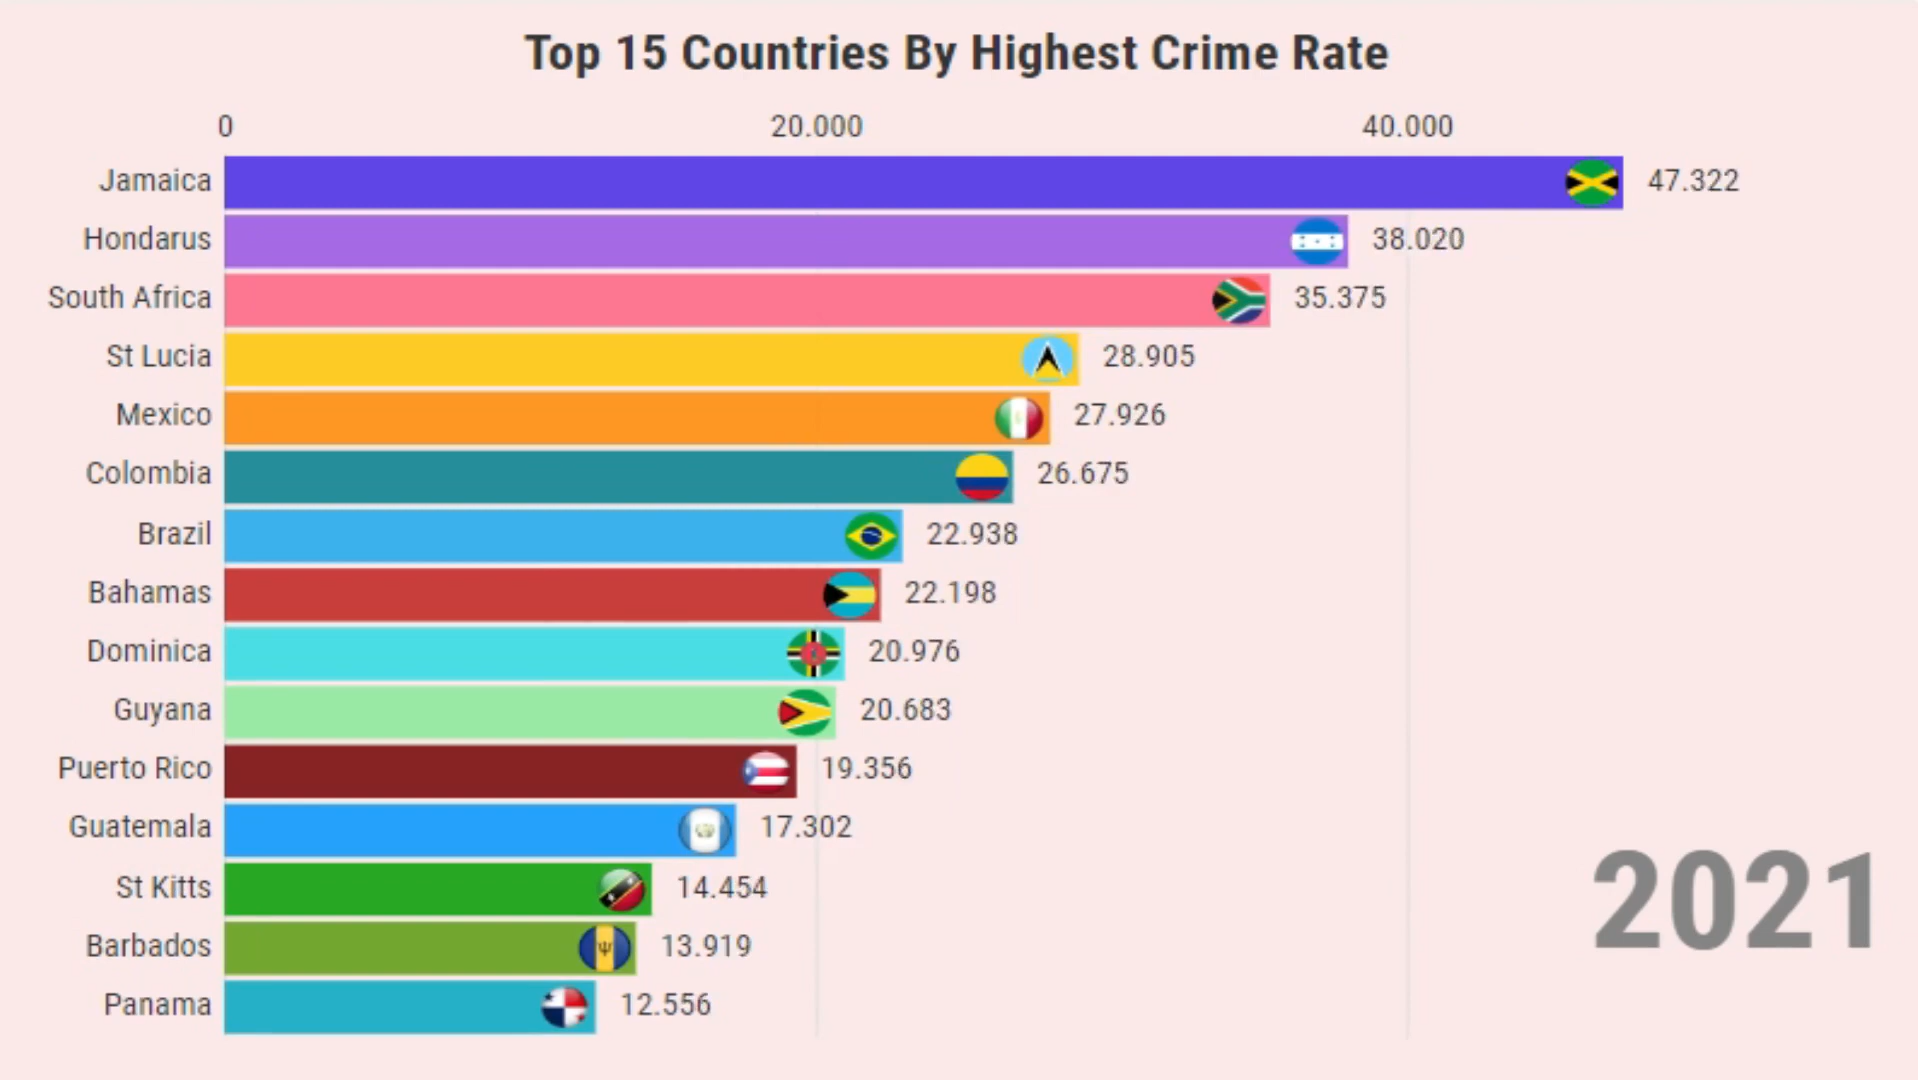 Top 15 Countries By Highest Crime Rate
0 20.000 40.000
Jamaica 47.322
Hondarus 38.020
South Africa 35.375
St Lucia 28.905
Mexico 27.926
Colombia 26.675
Brazil 22.938
Bahamas 22.198
Dominica 20.976
Guyana 20.683
Puerto Rico 19.356
Guatemala 17.302
St Kitts 14.454
Barbados 13.919
Panama 12.556
2021